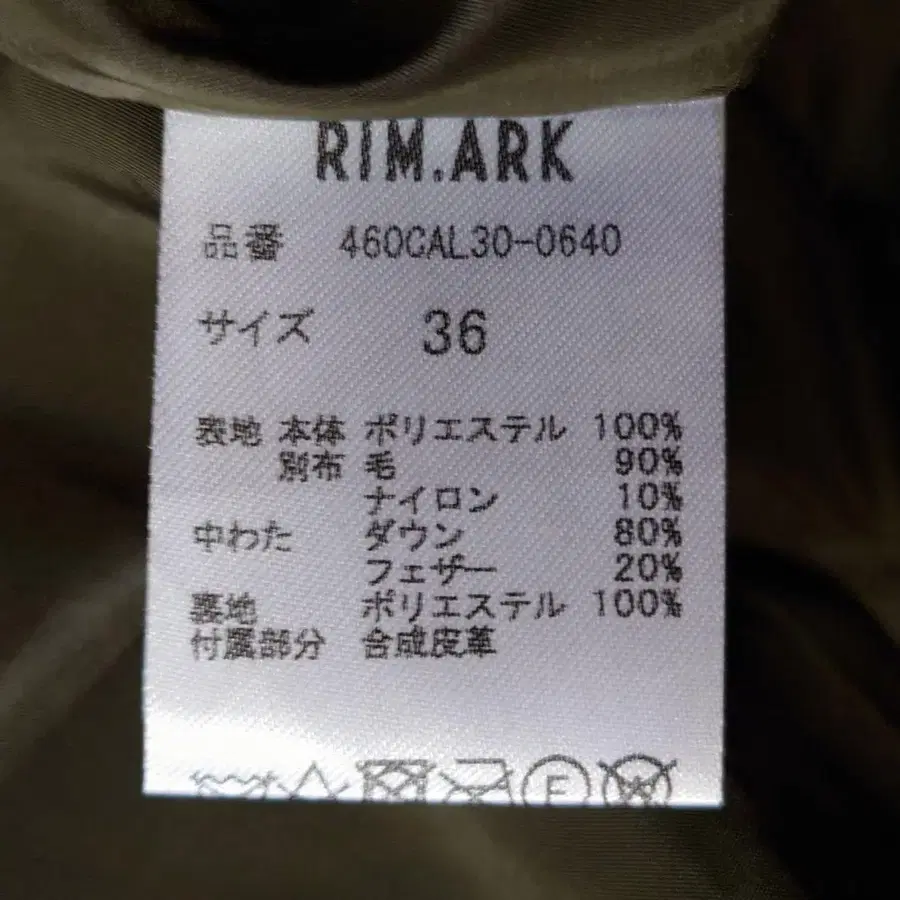 RIM.ARK
品番 460CAL30-0640
サイズ 36
表地 本体 ポリエステル 100%
別布 毛 90%
ナイロン 10%
中わた ダウン 80%
フェザー 20%
裏地 ポリエステル 100%
付属部分 合成皮革
F W